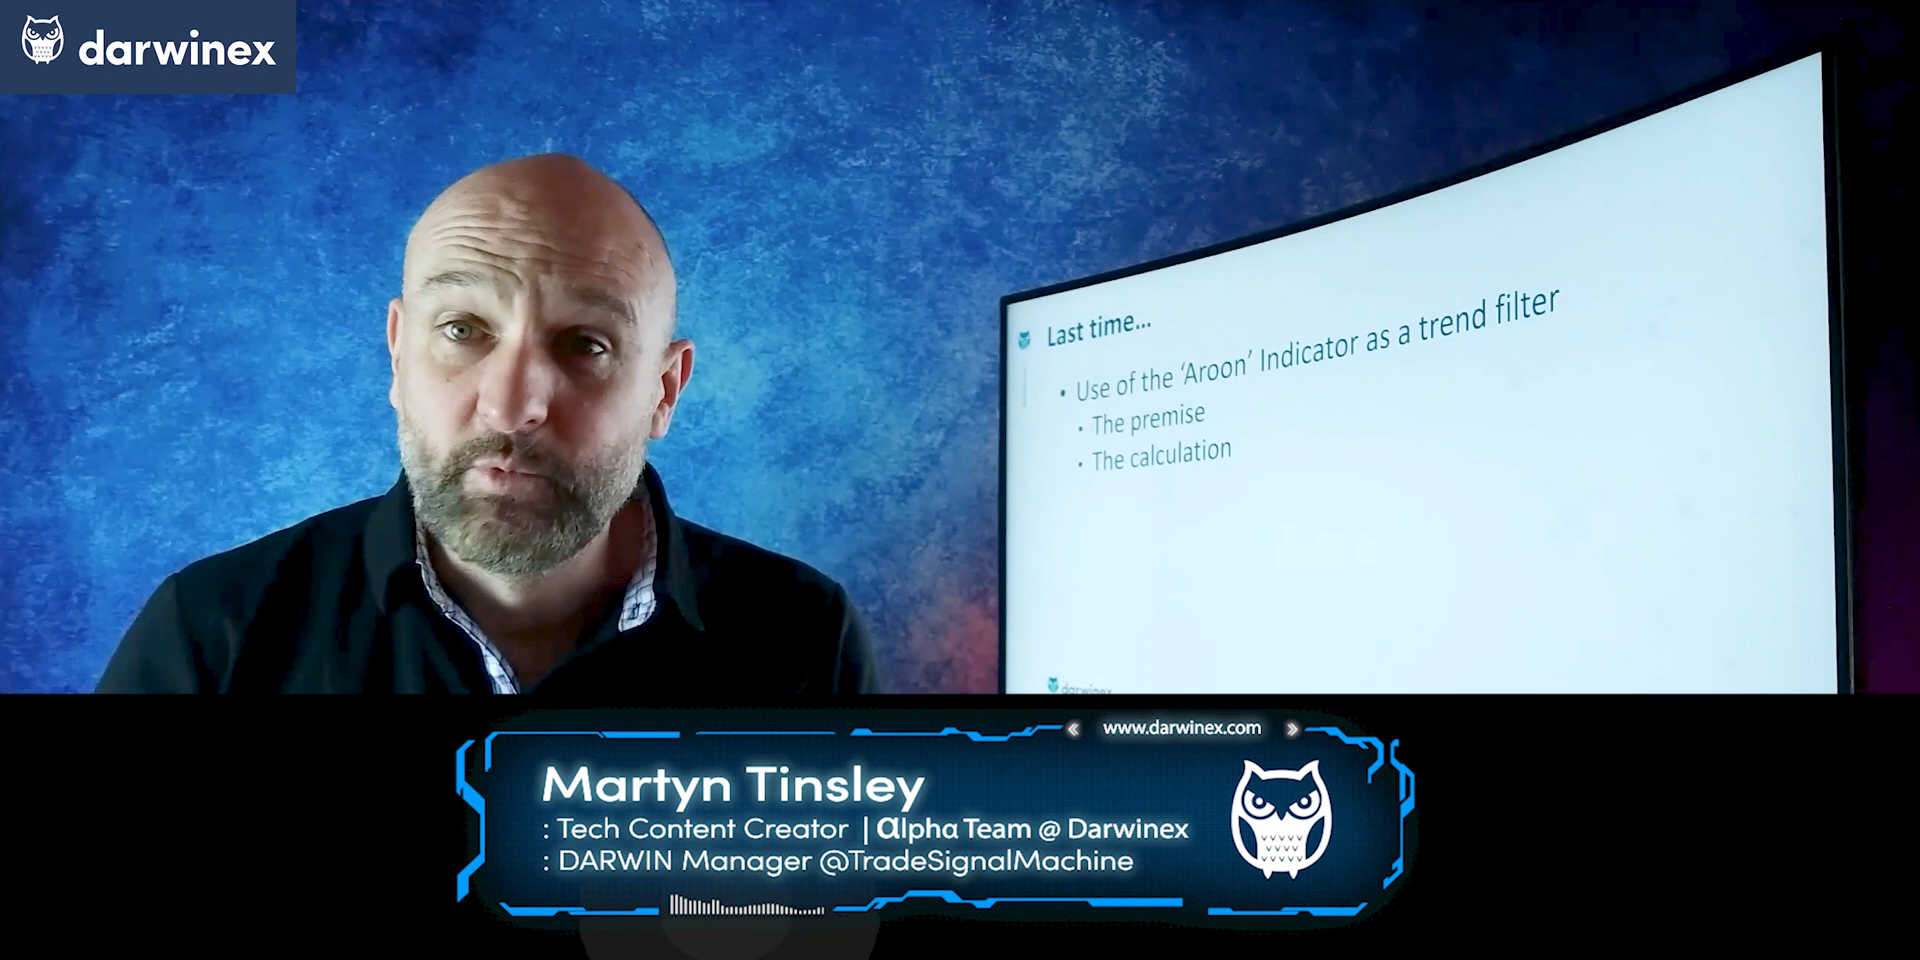 darwinex
Last time...
• Use of the ‘Aroon’ Indicator as a trend filter
• The premise
• The calculation
darwinex
« www.darwinex.com »
Martyn Tinsley
: Tech Content Creator | αlpha Team @ Darwinex
: DARWIN Manager @TradeSignalMachine